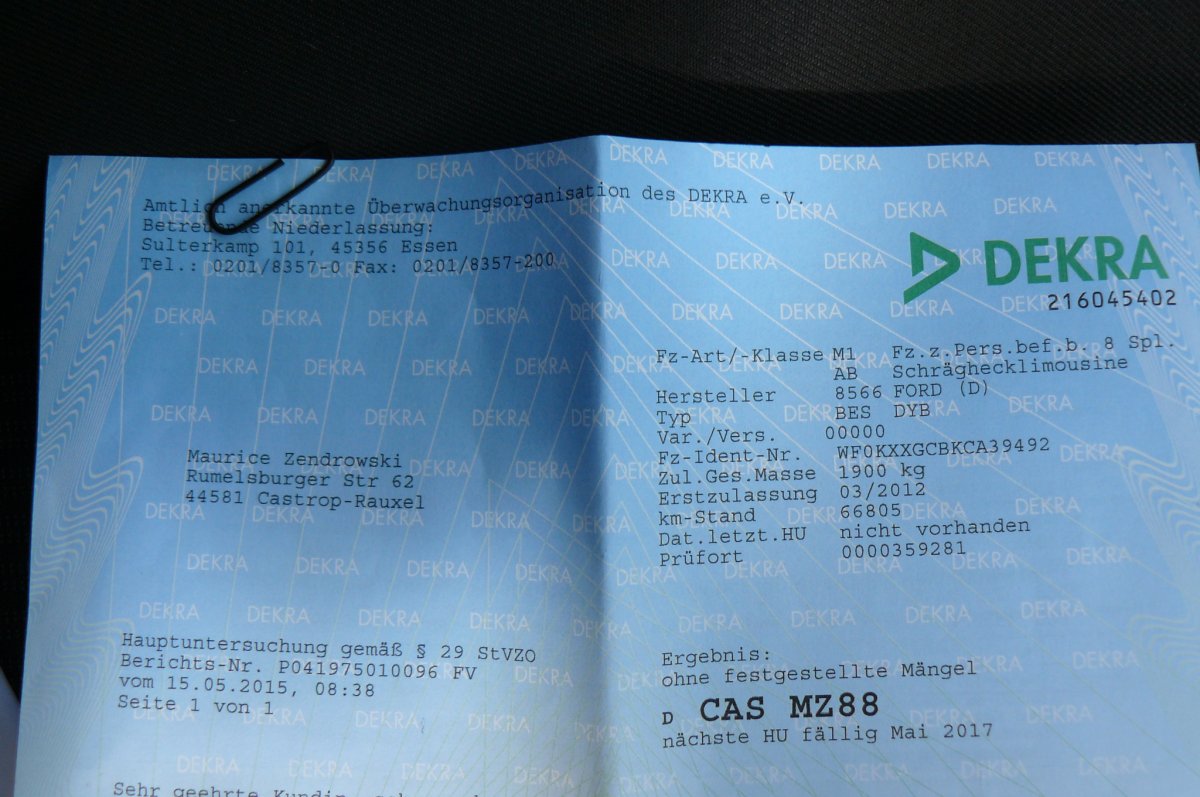 Amtlich anerkannte Überwachungsorganisation des DEKRA e.V.
Betreuende Niederlassung:
Sulterkamp 101, 45356 Essen
Tel.: 0201/8357-0 Fax: 0201/8357-200
DEKRA
216045402
Fz-Art/-Klasse M1 Fz.z.Pers.bef.b. 8 Spl.
AB Schräghecklimousine
Hersteller 8566 FORD (D)
Typ BES DYB
Var./Vers. 00000
Fz-Ident-Nr. WF0KXXGCBKCA39492
Zul.Ges.Masse 1900 kg
Erstzulassung 03/2012
km-Stand 66805
Dat.letzt.HU nicht vorhanden
Prüfort 0000359281
Maurice Zendrowski
Rumelsburger Str 62
44581 Castrop-Rauxel
Hauptuntersuchung gemäß § 29 StVZO
Berichts-Nr. P041975010096 FV
vom 15.05.2015, 08:38
Seite 1 von 1
Ergebnis:
ohne festgestellte Mängel
D CAS MZ88
nächste HU fällig Mai 2017
Sehr geehrte Kundin